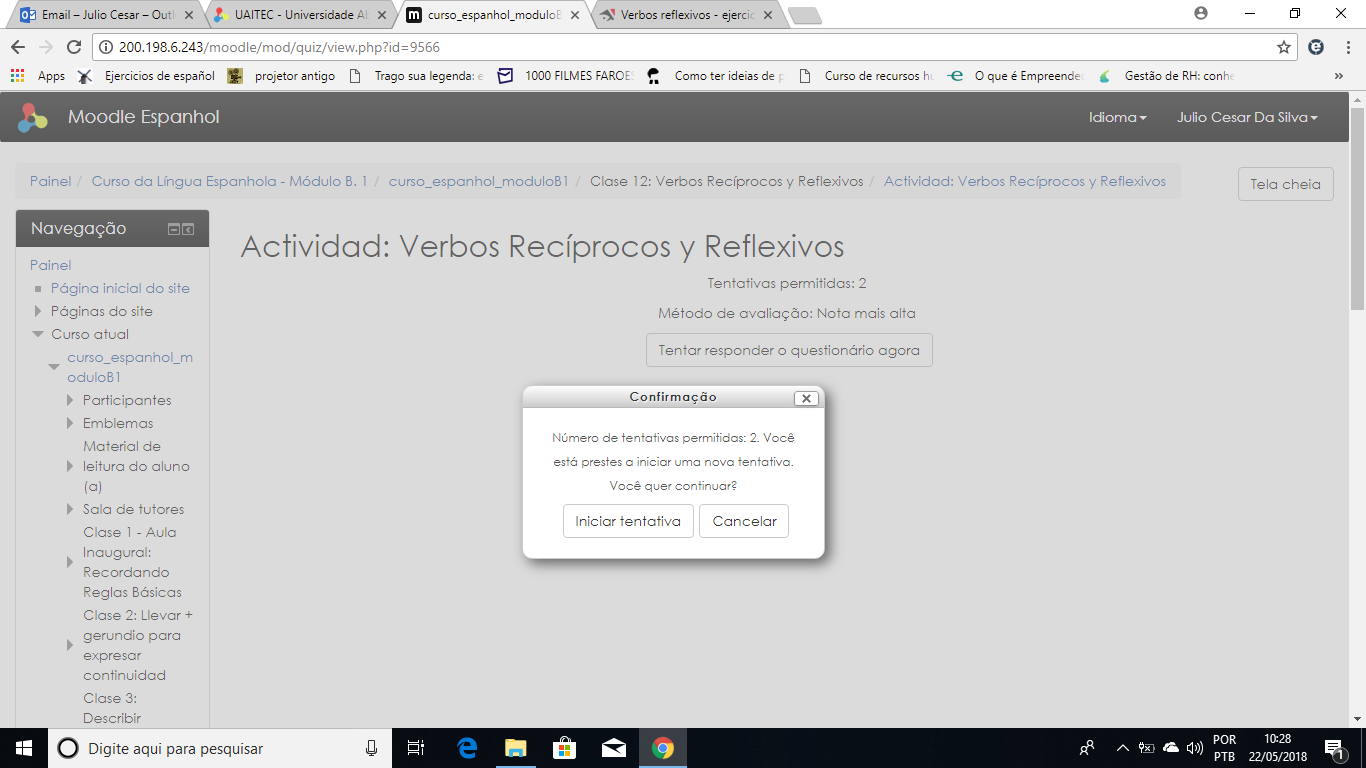 Email – Julio Cesar – Outl
UAITEC - Universidade Ab
curso_espanhol_moduloB
Verbos reflexivos - ejercic
200.198.6.243/moodle/mod/quiz/view.php?id=9566
Apps
Ejercicios de español
projetor antigo
Trago sua legenda: e
1000 FILMES FAROES
Como ter ideias de p
Curso de recursos hu
O que é Empreended
Gestão de RH: conhe
»
Moodle Espanhol
Idioma
Julio Cesar Da Silva
Painel / Curso da Língua Espanhola - Módulo B. 1 / curso_espanhol_moduloB1 / Clase 12: Verbos Recíprocos y Reflexivos / Actividad: Verbos Recíprocos y Reflexivos
Tela cheia
Navegação
Painel
Página inicial do site
Páginas do site
Curso atual
curso_espanhol_m
oduloB1
Participantes
Emblemas
Material de
leitura do aluno
(a)
Sala de tutores
Clase 1 - Aula
Inaugural:
Recordando
Reglas Básicas
Clase 2: Llevar +
gerundio para
expresar
continuidad
Clase 3:
Describir
Actividad: Verbos Recíprocos y Reflexivos
Tentativas permitidas: 2
Método de avaliação: Nota mais alta
Tentar responder o questionário agora
Confirmação
Número de tentativas permitidas: 2. Você
está prestes a iniciar uma nova tentativa.
Você quer continuar?
Iniciar tentativa
Cancelar
Digite aqui para pesquisar
POR
PTB
10:28
22/05/2018
1